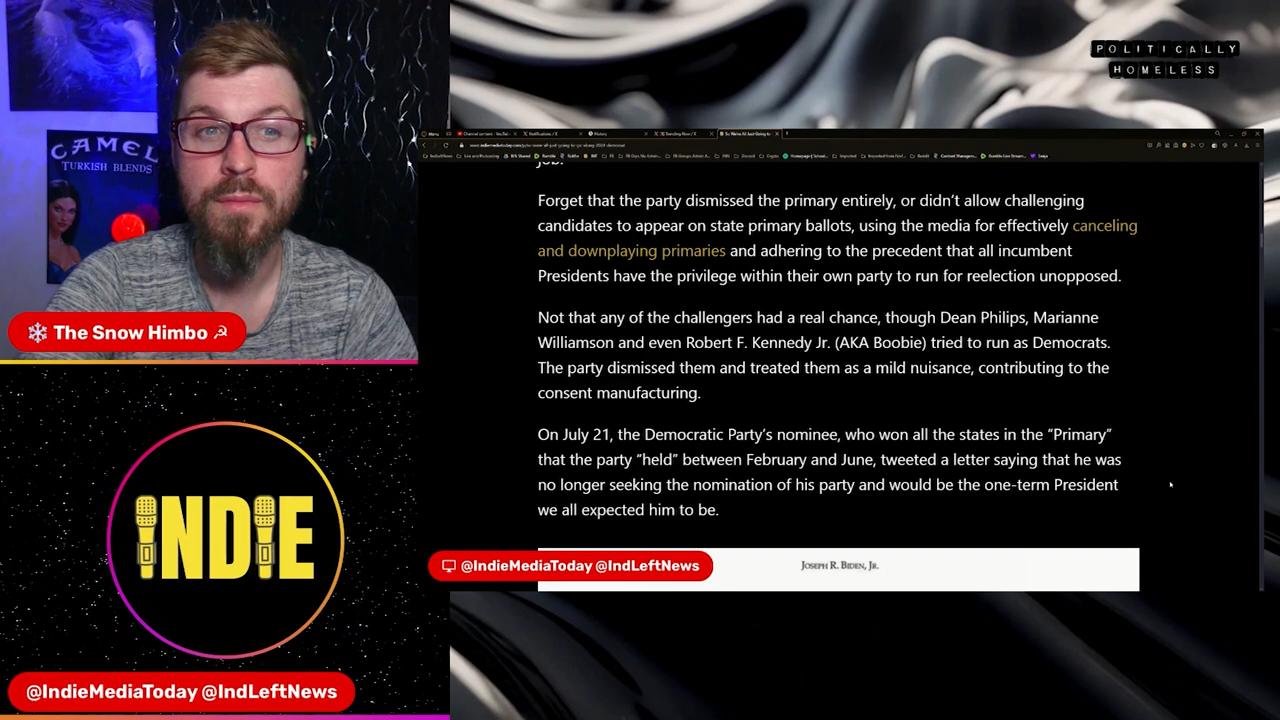 POLITICALLY
HOMELESS
CAMEL
TURKISH BLENDS
❄ The Snow Himbo ☭
INDIE
@IndieMediaToday @IndLeftNews
job.
Forget that the party dismissed the primary entirely, or didn't allow challenging
candidates to appear on state primary ballots, using the media for effectively canceling
and downplaying primaries and adhering to the precedent that all incumbent
Presidents have the privilege within their own party to run for reelection unopposed.
Not that any of the challengers had a real chance, though Dean Philips, Marianne
Williamson and even Robert F. Kennedy Jr. (AKA Boobie) tried to run as Democrats.
The party dismissed them and treated them as a mild nuisance, contributing to the
consent manufacturing.
On July 21, the Democratic Party's nominee, who won all the states in the “Primary”
that the party “held” between February and June, tweeted a letter saying that he was
no longer seeking the nomination of his party and would be the one-term President
we all expected him to be.
@IndieMediaToday @IndLeftNews
JOSEPH R. BIDEN, JR.